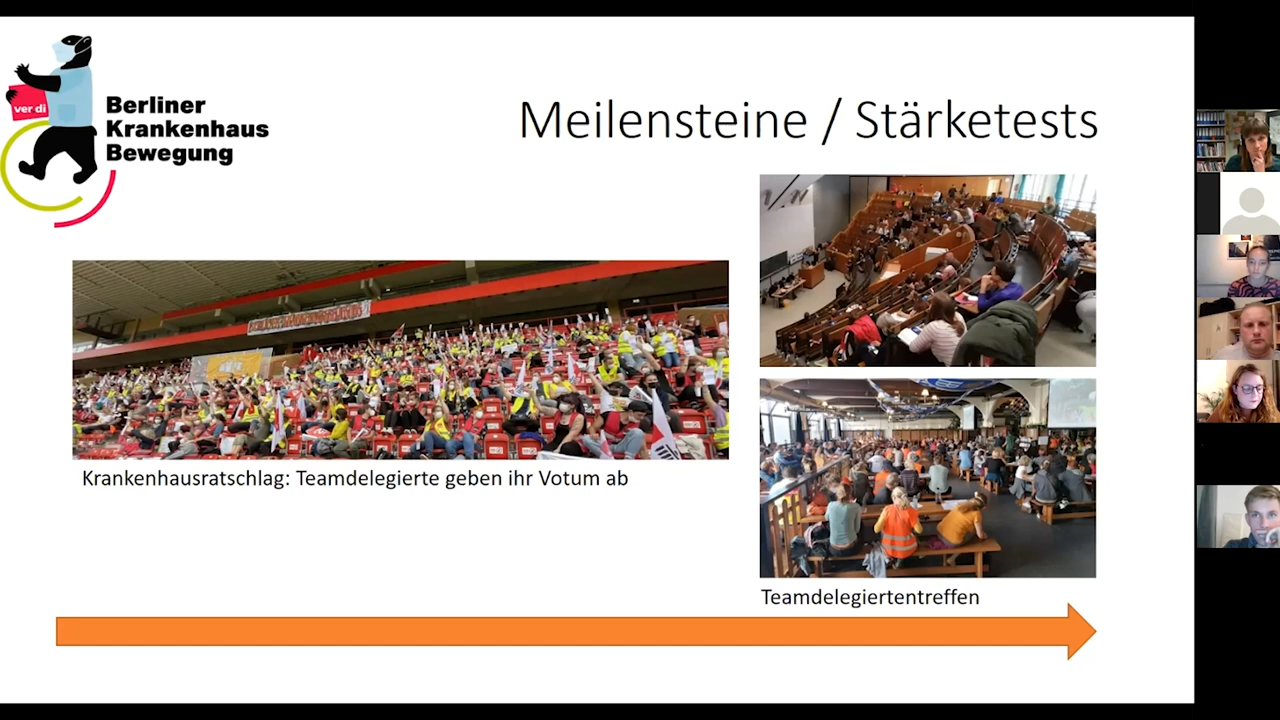 ver di
Berliner
Krankenhaus
Bewegung
Meilensteine / Stärketests
Krankenhausratschlag: Teamdelegierte geben ihr Votum ab
Teamdelegiertentreffen